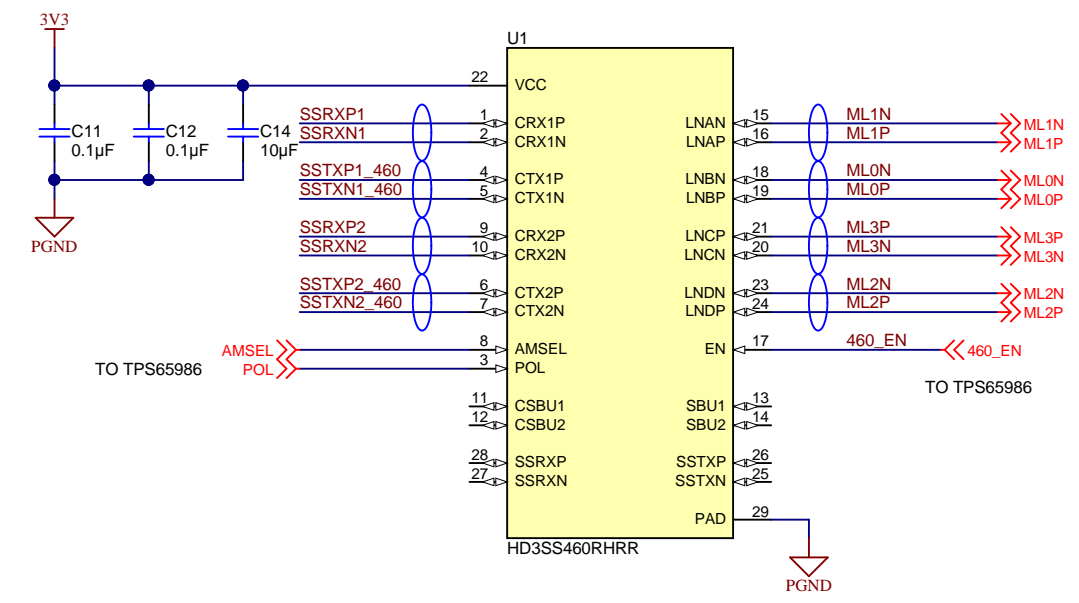 3V3
C11
0.1µF
C12
0.1µF
C14
10µF
PGND
U1
22 VCC
SSRXP1 1 CRX1P
SSRXN1 2 CRX1N
SSTXP1_460 4 CTX1P
SSTXN1_460 5 CTX1N
SSRXP2 9 CRX2P
SSRXN2 10 CRX2N
SSTXP2_460 6 CTX2P
SSTXN2_460 7 CTX2N
AMSEL 8 AMSEL
POL 3 POL
TO TPS65986
11 CSBU1
12 CSBU2
28 SSRXP
27 SSRXN
LNAN 15 ML1N ML1N
LNAP 16 ML1P ML1P
LNBN 18 ML0N ML0N
LNBP 19 ML0P ML0P
LNCP 21 ML3P ML3P
LNCN 20 ML3N ML3N
LNDN 23 ML2N ML2N
LNDP 24 ML2P ML2P
EN 17 460_EN 460_EN
TO TPS65986
SBU1 13
SBU2 14
SSTXP 26
SSTXN 25
PAD 29
HD3SS460RHRR
PGND